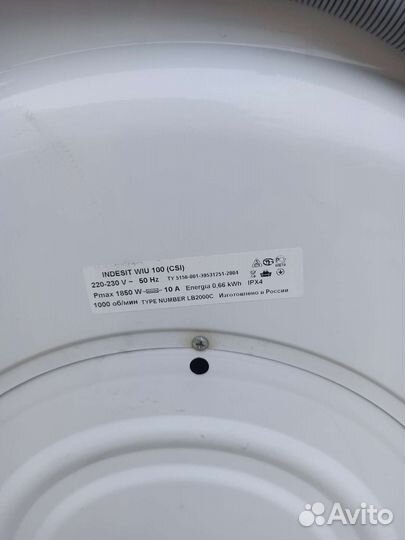 INDESIT WIU 100 (CSI)
220-230 V ~ 50 Hz ТУ 5156-001-30531251-2004
Pmax 1850 W 10 A Energia 0,66 kWh IPX4
1000 об/мин TYPE NUMBER LB2000C Изготовлено в России
Avito